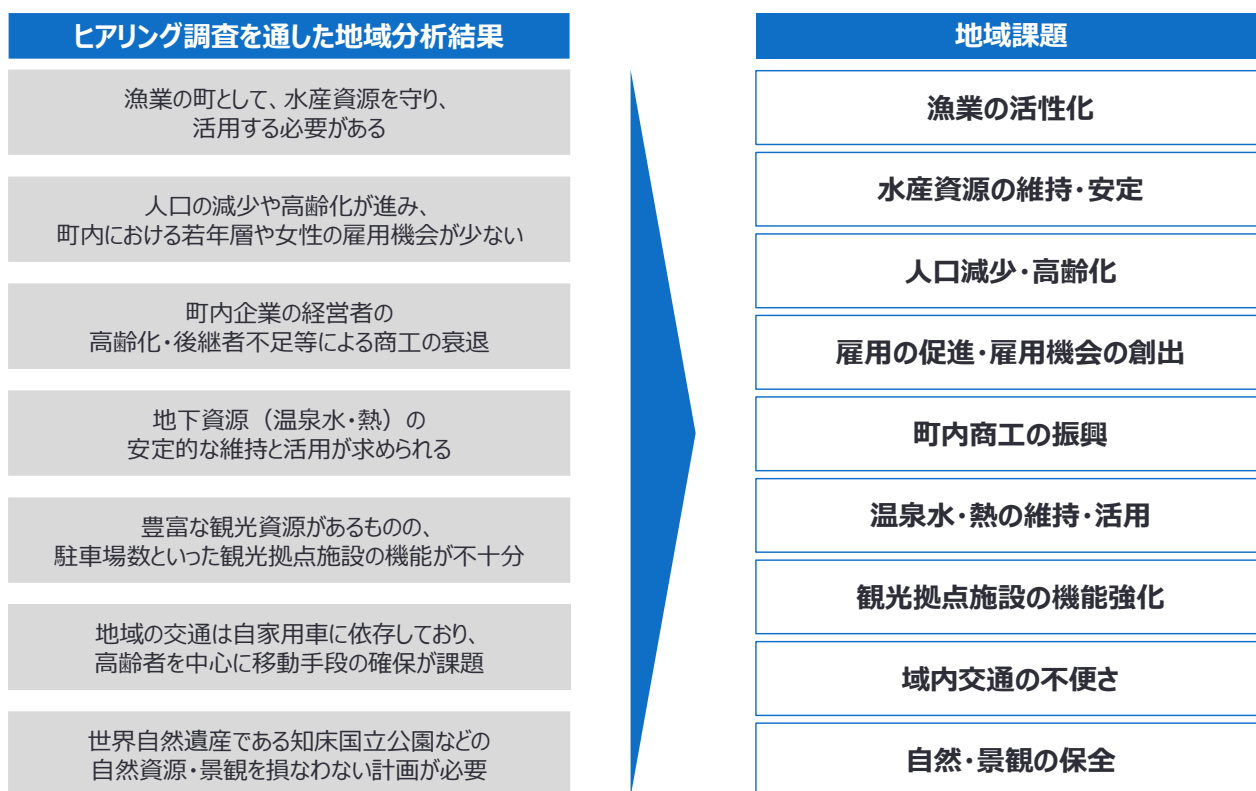 ヒアリング調査を通した地域分析結果
漁業の町として、水産資源を守り、
活用する必要がある
人口の減少や高齢化が進み、
町内における若年層や女性の雇用機会が少ない
町内企業の経営者の
高齢化・後継者不足等による商工の衰退
地下資源（温泉水・熱）の
安定的な維持と活用が求められる
豊富な観光資源があるものの、
駐車場数といった観光拠点施設の機能が不十分
地域の交通は自家用車に依存しており、
高齢者を中心に移動手段の確保が課題
世界自然遺産である知床国立公園などの
自然資源・景観を損なわない計画が必要
地域課題
漁業の活性化
水産資源の維持・安定
人口減少・高齢化
雇用の促進・雇用機会の創出
町内商工の振興
温泉水・熱の維持・活用
観光拠点施設の機能強化
域内交通の不便さ
自然・景観の保全